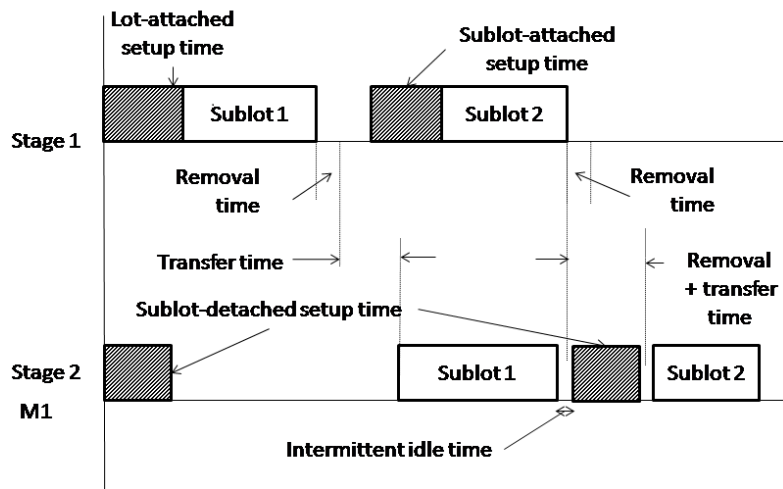 Lot-attached
setup time
Sublot-attached
setup time
Sublot 1
Sublot 2
Stage 1
Removal
time
Removal
time
Transfer time
Removal
+ transfer
time
Sublot-detached setup time
Stage 2
M1
Sublot 1
Sublot 2
Intermittent idle time